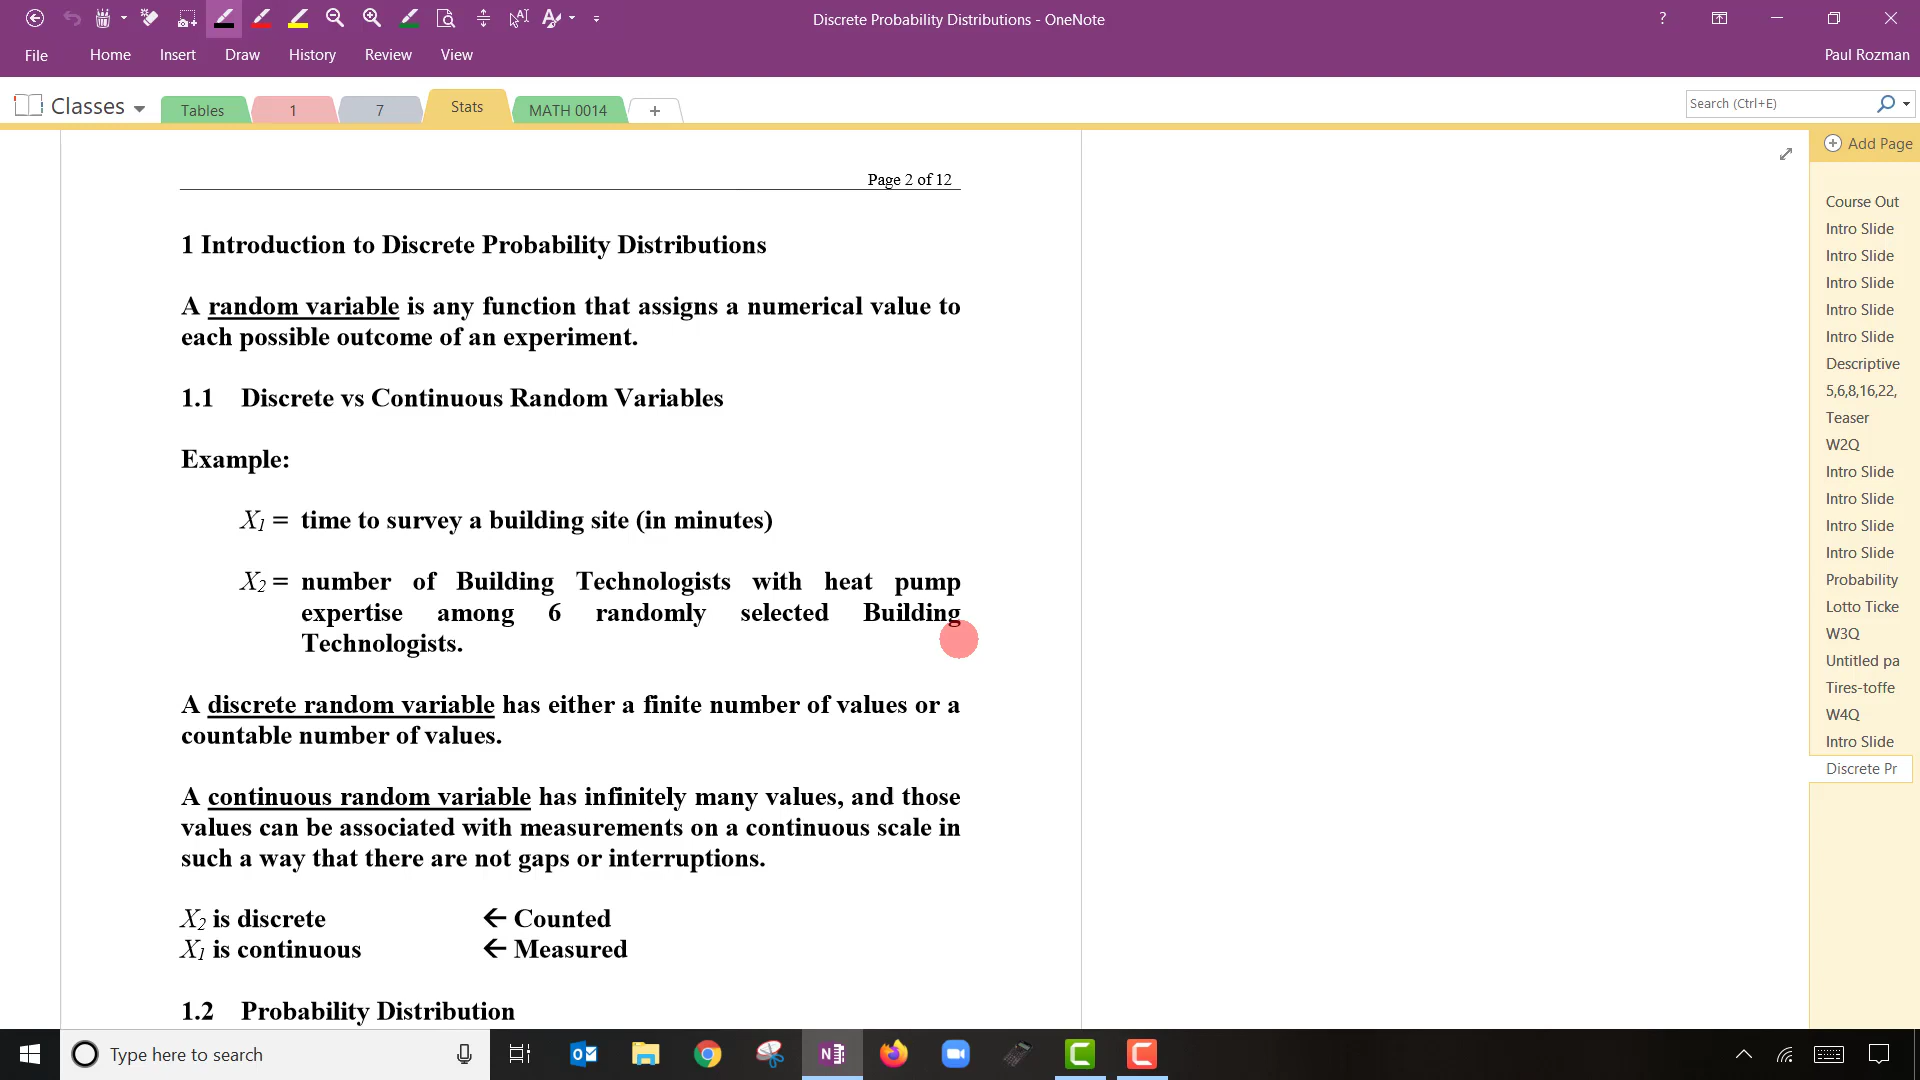 Discrete Probability Distributions - OneNote
?
File Home Insert Draw History Review View
Paul Rozman
Classes
Tables
1
7
Stats
MATH 0014
+
Search (Ctrl+E)
Add Page
Page 2 of 12
1 Introduction to Discrete Probability Distributions
A random variable is any function that assigns a numerical value to
each possible outcome of an experiment.
1.1 Discrete vs Continuous Random Variables
Example:
X1 = time to survey a building site (in minutes)
X2 = number of Building Technologists with heat pump
expertise among 6 randomly selected Building
Technologists.
A discrete random variable has either a finite number of values or a
countable number of values.
A continuous random variable has infinitely many values, and those
values can be associated with measurements on a continuous scale in
such a way that there are not gaps or interruptions.
X2 is discrete ← Counted
X1 is continuous ← Measured
1.2 Probability Distribution
Course Out
Intro Slide
Intro Slide
Intro Slide
Intro Slide
Intro Slide
Descriptive
5,6,8,16,22,
Teaser
W2Q
Intro Slide
Intro Slide
Intro Slide
Intro Slide
Probability
Lotto Ticke
W3Q
Untitled pa
Tires-toffe
W4Q
Intro Slide
Discrete Pr
Type here to search